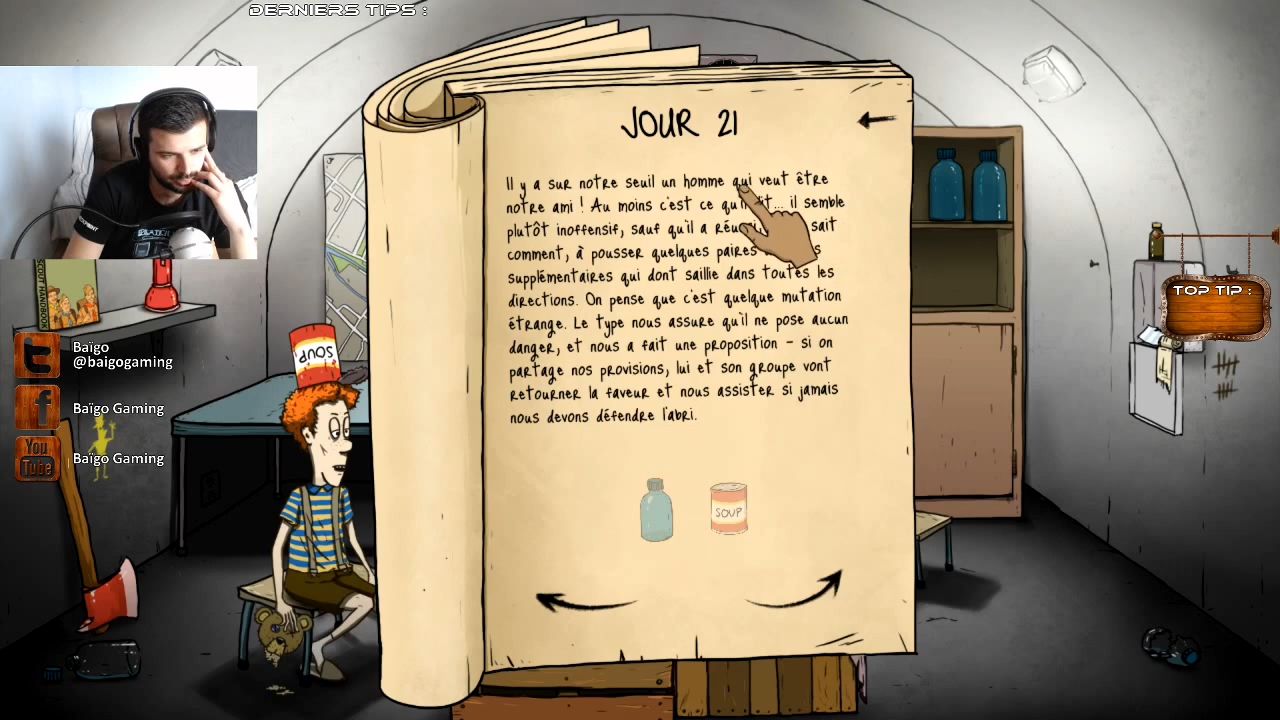 DERNIERS TIPS :
JOUR 21
Il y a sur notre seuil un homme qui veut être
notre ami ! Au moins c'est ce dit... il semble
plutôt inoffensif, sauf qu'il a sait
comment, à pousser quelques paires
supplémentaires qui dont saillie dans toutes les
directions. On pense que c'est quelque mutation
étrange. Le type nous assure qu'il ne pose aucun
danger, et nous a fait une proposition - si on
partage nos provisions, lui et son groupe vont
retourner la faveur et nous assister si jamais
nous devons défendre l'abri.
SOUP
SOUP
SCOUT HANDBOOK
Baïgo
@baigogaming
Baïgo Gaming
You
Tube
Baïgo Gaming
TOP TIP :